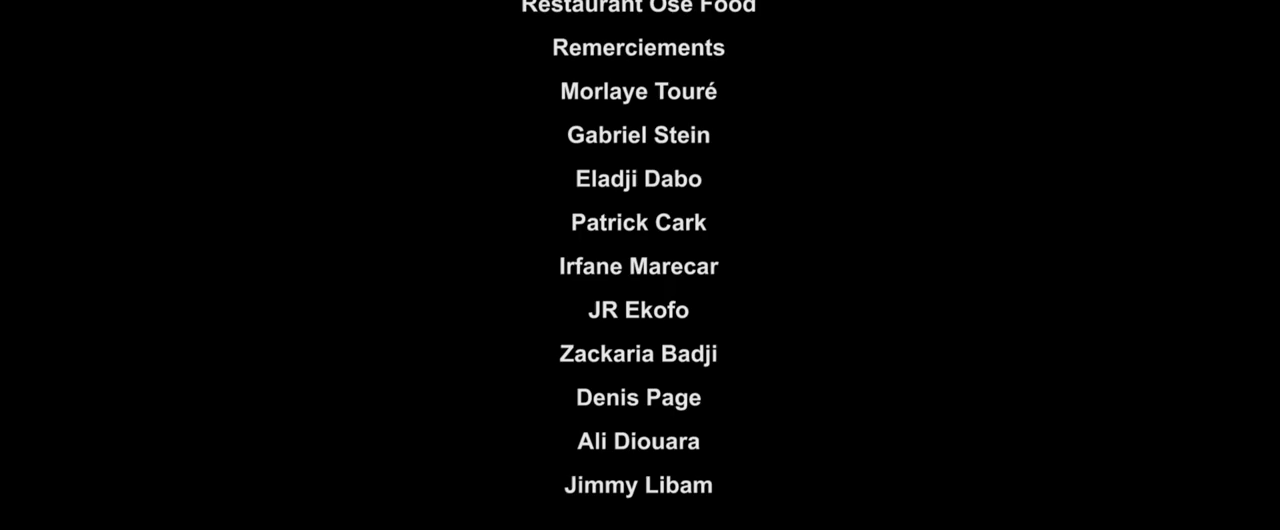 Restaurant Ose Food
Remerciements
Morlaye Touré
Gabriel Stein
Eladji Dabo
Patrick Cark
Irfane Marecar
JR Ekofo
Zackaria Badji
Denis Page
Ali Diouara
Jimmy Libam